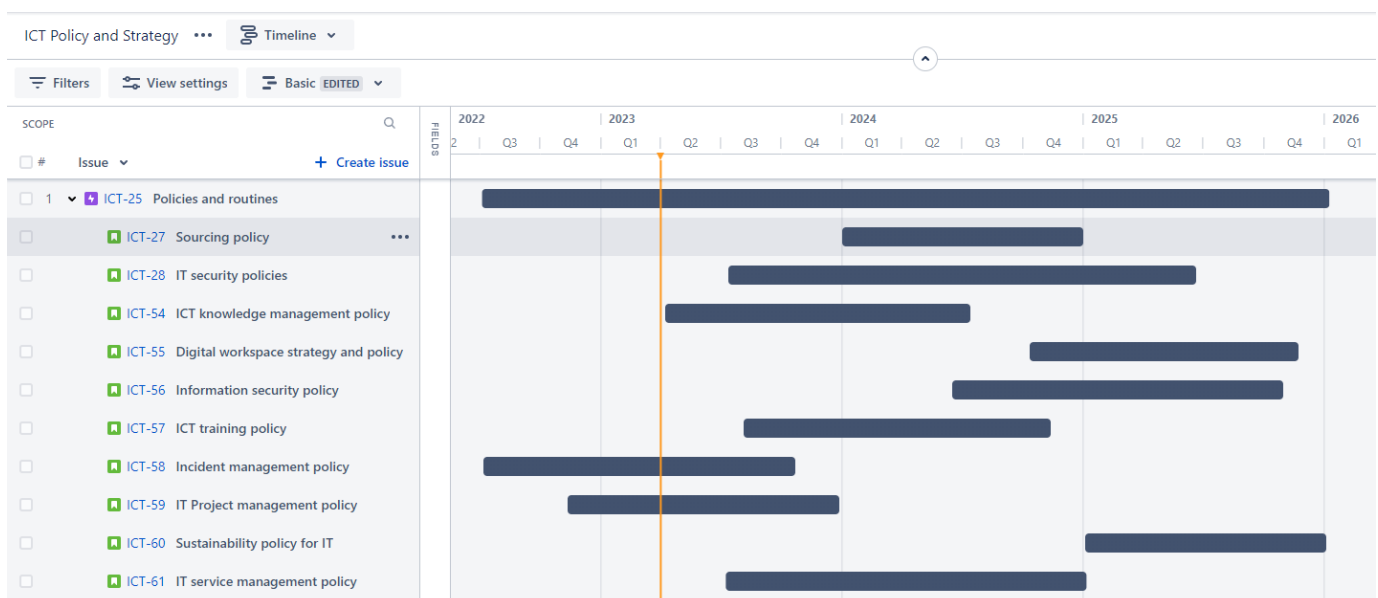 ICT Policy and Strategy ••• Timeline
Filters View settings Basic EDITED
SCOPE FIELDS 2022 2023 2024 2025 2026
2 Q3 Q4 Q1 Q2 Q3 Q4 Q1 Q2 Q3 Q4 Q1 Q2 Q3 Q4 Q1
# Issue + Create issue
1 ICT-25 Policies and routines
ICT-27 Sourcing policy •••
ICT-28 IT security policies
ICT-54 ICT knowledge management policy
ICT-55 Digital workspace strategy and policy
ICT-56 Information security policy
ICT-57 ICT training policy
ICT-58 Incident management policy
ICT-59 IT Project management policy
ICT-60 Sustainability policy for IT
ICT-61 IT service management policy